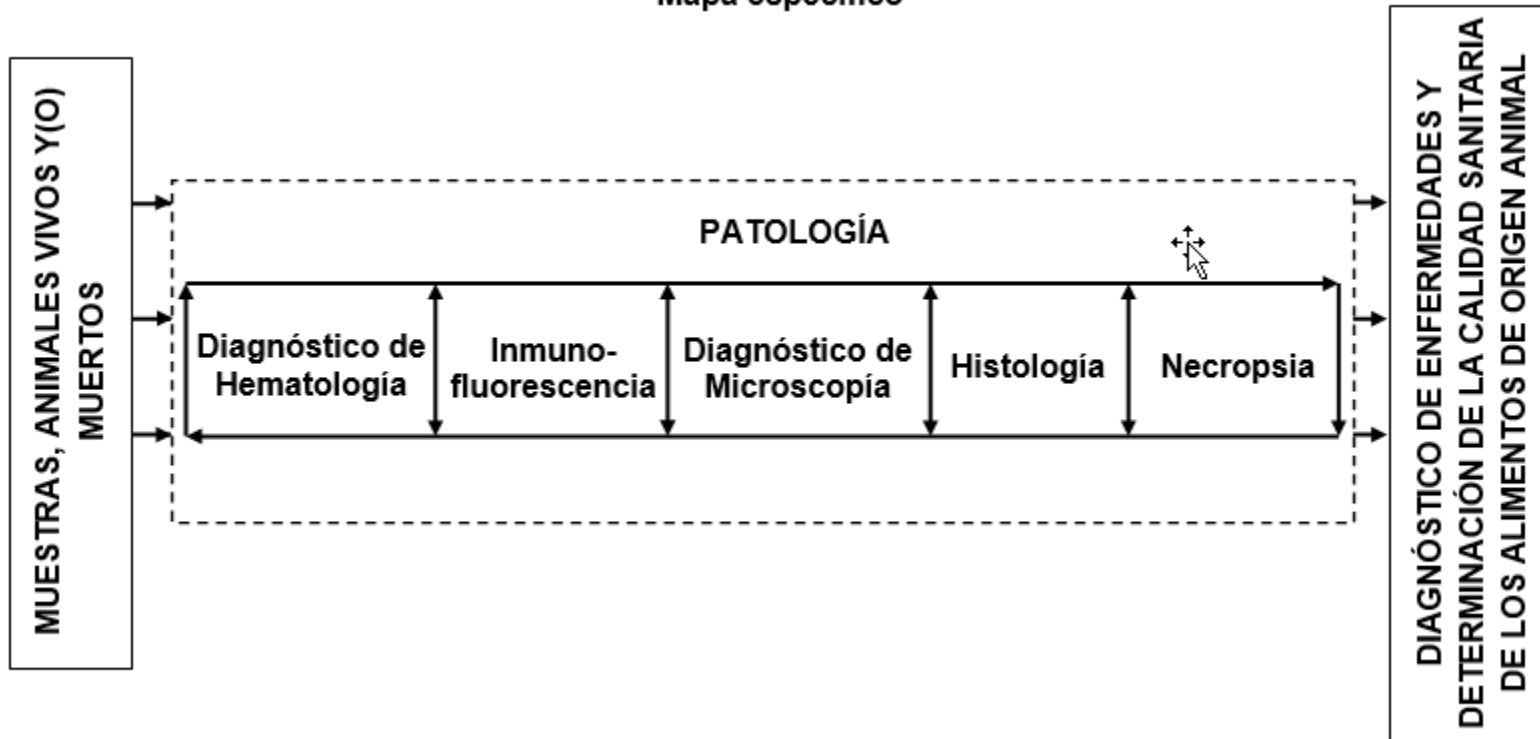 MUESTRAS, ANIMALES VIVOS Y(O)
MUERTOS
PATOLOGÍA
Diagnóstico de
Hematología
Inmuno-
fluorescencia
Diagnóstico de
Microscopía
Histología
Necropsia
DIAGNÓSTICO DE ENFERMEDADES Y
DETERMINACIÓN DE LA CALIDAD SANITARIA
DE LOS ALIMENTOS DE ORIGEN ANIMAL